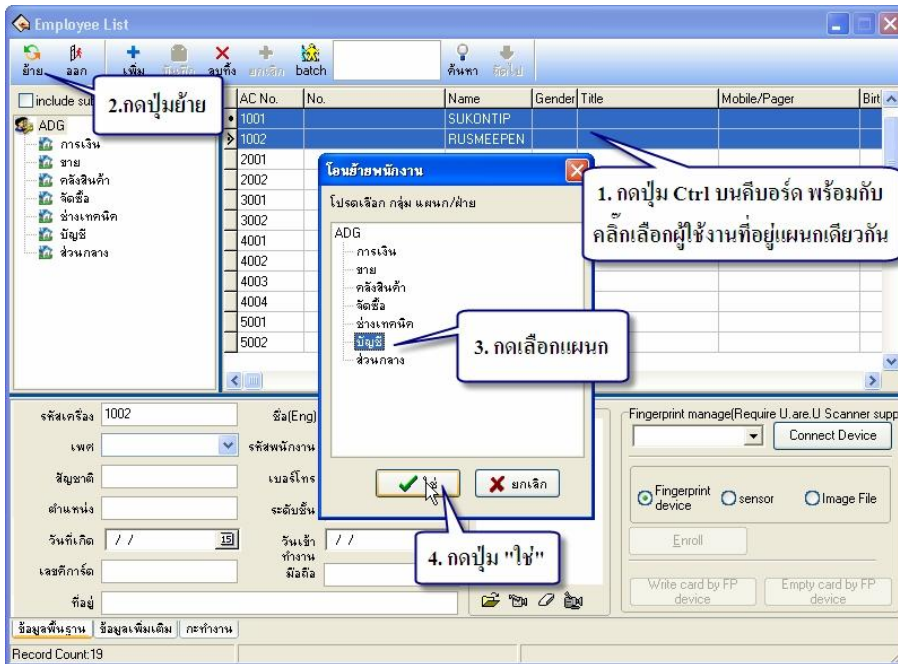 Employee List
ย้าย ออก เพิ่ม บันทึก ลบทิ้ง ยกเลิก batch ค้นหา ถัดไป
2.กดปุ่มย้าย
include sub
ADG
การเงิน
ขาย
คลังสินค้า
จัดซื้อ
ช่างเทคนิค
บัญชี
ส่วนกลาง
AC No. No. Name Gender Title Mobile/Pager Birt
1001 SUKONTIP
1002 RUSMEEPEN
2001
2002
3001
3002
4001
4002
4003
4004
5001
5002
1. กดปุ่ม Ctrl บนคีบอร์ด พร้อมกับ
คลิ๊กเลือกผู้ใช้งานที่อยู่แผนกเดียวกัน
โอนย้ายพนักงาน
โปรดเลือก กลุ่ม แผนก/ฝ่าย
ADG
การเงิน
ขาย
คลังสินค้า
จัดซื้อ
ช่างเทคนิค
บัญชี
ส่วนกลาง
3. กดเลือกแผนก
ใช่ ยกเลิก
4. กดปุ่ม "ใช่"
รหัสเครื่อง 1002 ชื่อ(Eng)
เพศ รหัสพนักงาน
สัญชาติ เบอร์โทร
ตำแหน่ง ระดับชั้น
วันที่เกิด / / 15 วันเข้า / /
ทำงาน
เลขที่การ์ด มือถือ
ที่อยู่
Fingerprint manage(Require U.are.U Scanner supp
Connect Device
Fingerprint device sensor Image File
Enroll
Write card by FP device Empty card by FP device
ข้อมูลพื้นฐาน ข้อมูลเพิ่มเติม กะทำงาน
Record Count:19